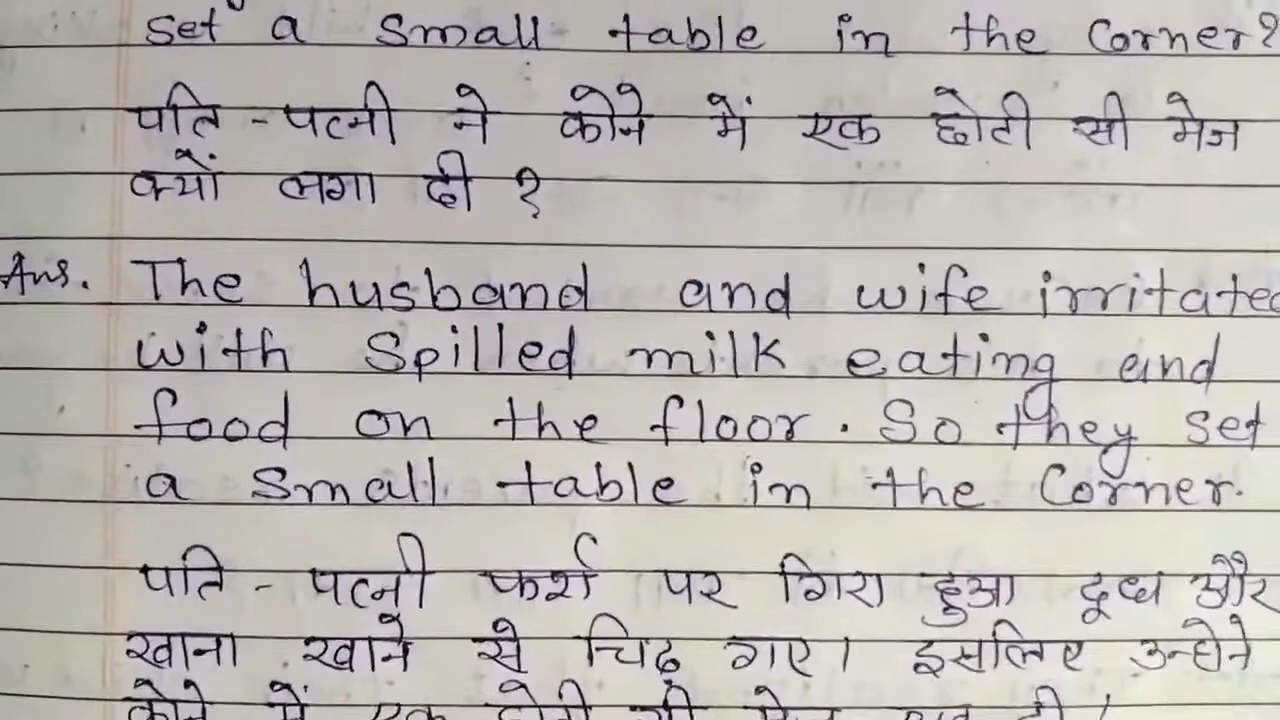 set a small table in the Corner?
पति - पत्नी ने कोने में एक छोटी सी मेज
क्यों लगा दी ?
Ans. The husband and wife irritated
with Spilled milk eating and
food on the floor. So they set
a small table in the Corner.
पति - पत्नी फर्श पर गिरा हुआ दूध और
खाना खाने से चिढ़ गए। इसलिए उन्होने
कोने में एक छोटी सी मेज लगा दी।